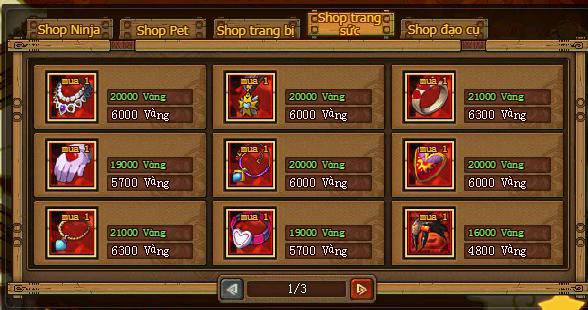 Shop Ninja
Shop Pet
Shop trang bị
Shop trang
sức
Shop đạo cụ
mua 1
20000 Vàng
6000 Vàng
mua 1
20000 Vàng
6000 Vàng
mua 1
21000 Vàng
6300 Vàng
mua 1
19000 Vàng
5700 Vàng
mua 1
20000 Vàng
6000 Vàng
mua 1
20000 Vàng
6000 Vàng
mua 1
21000 Vàng
6300 Vàng
mua 1
19000 Vàng
5700 Vàng
mua 1
16000 Vàng
4800 Vàng
1/3